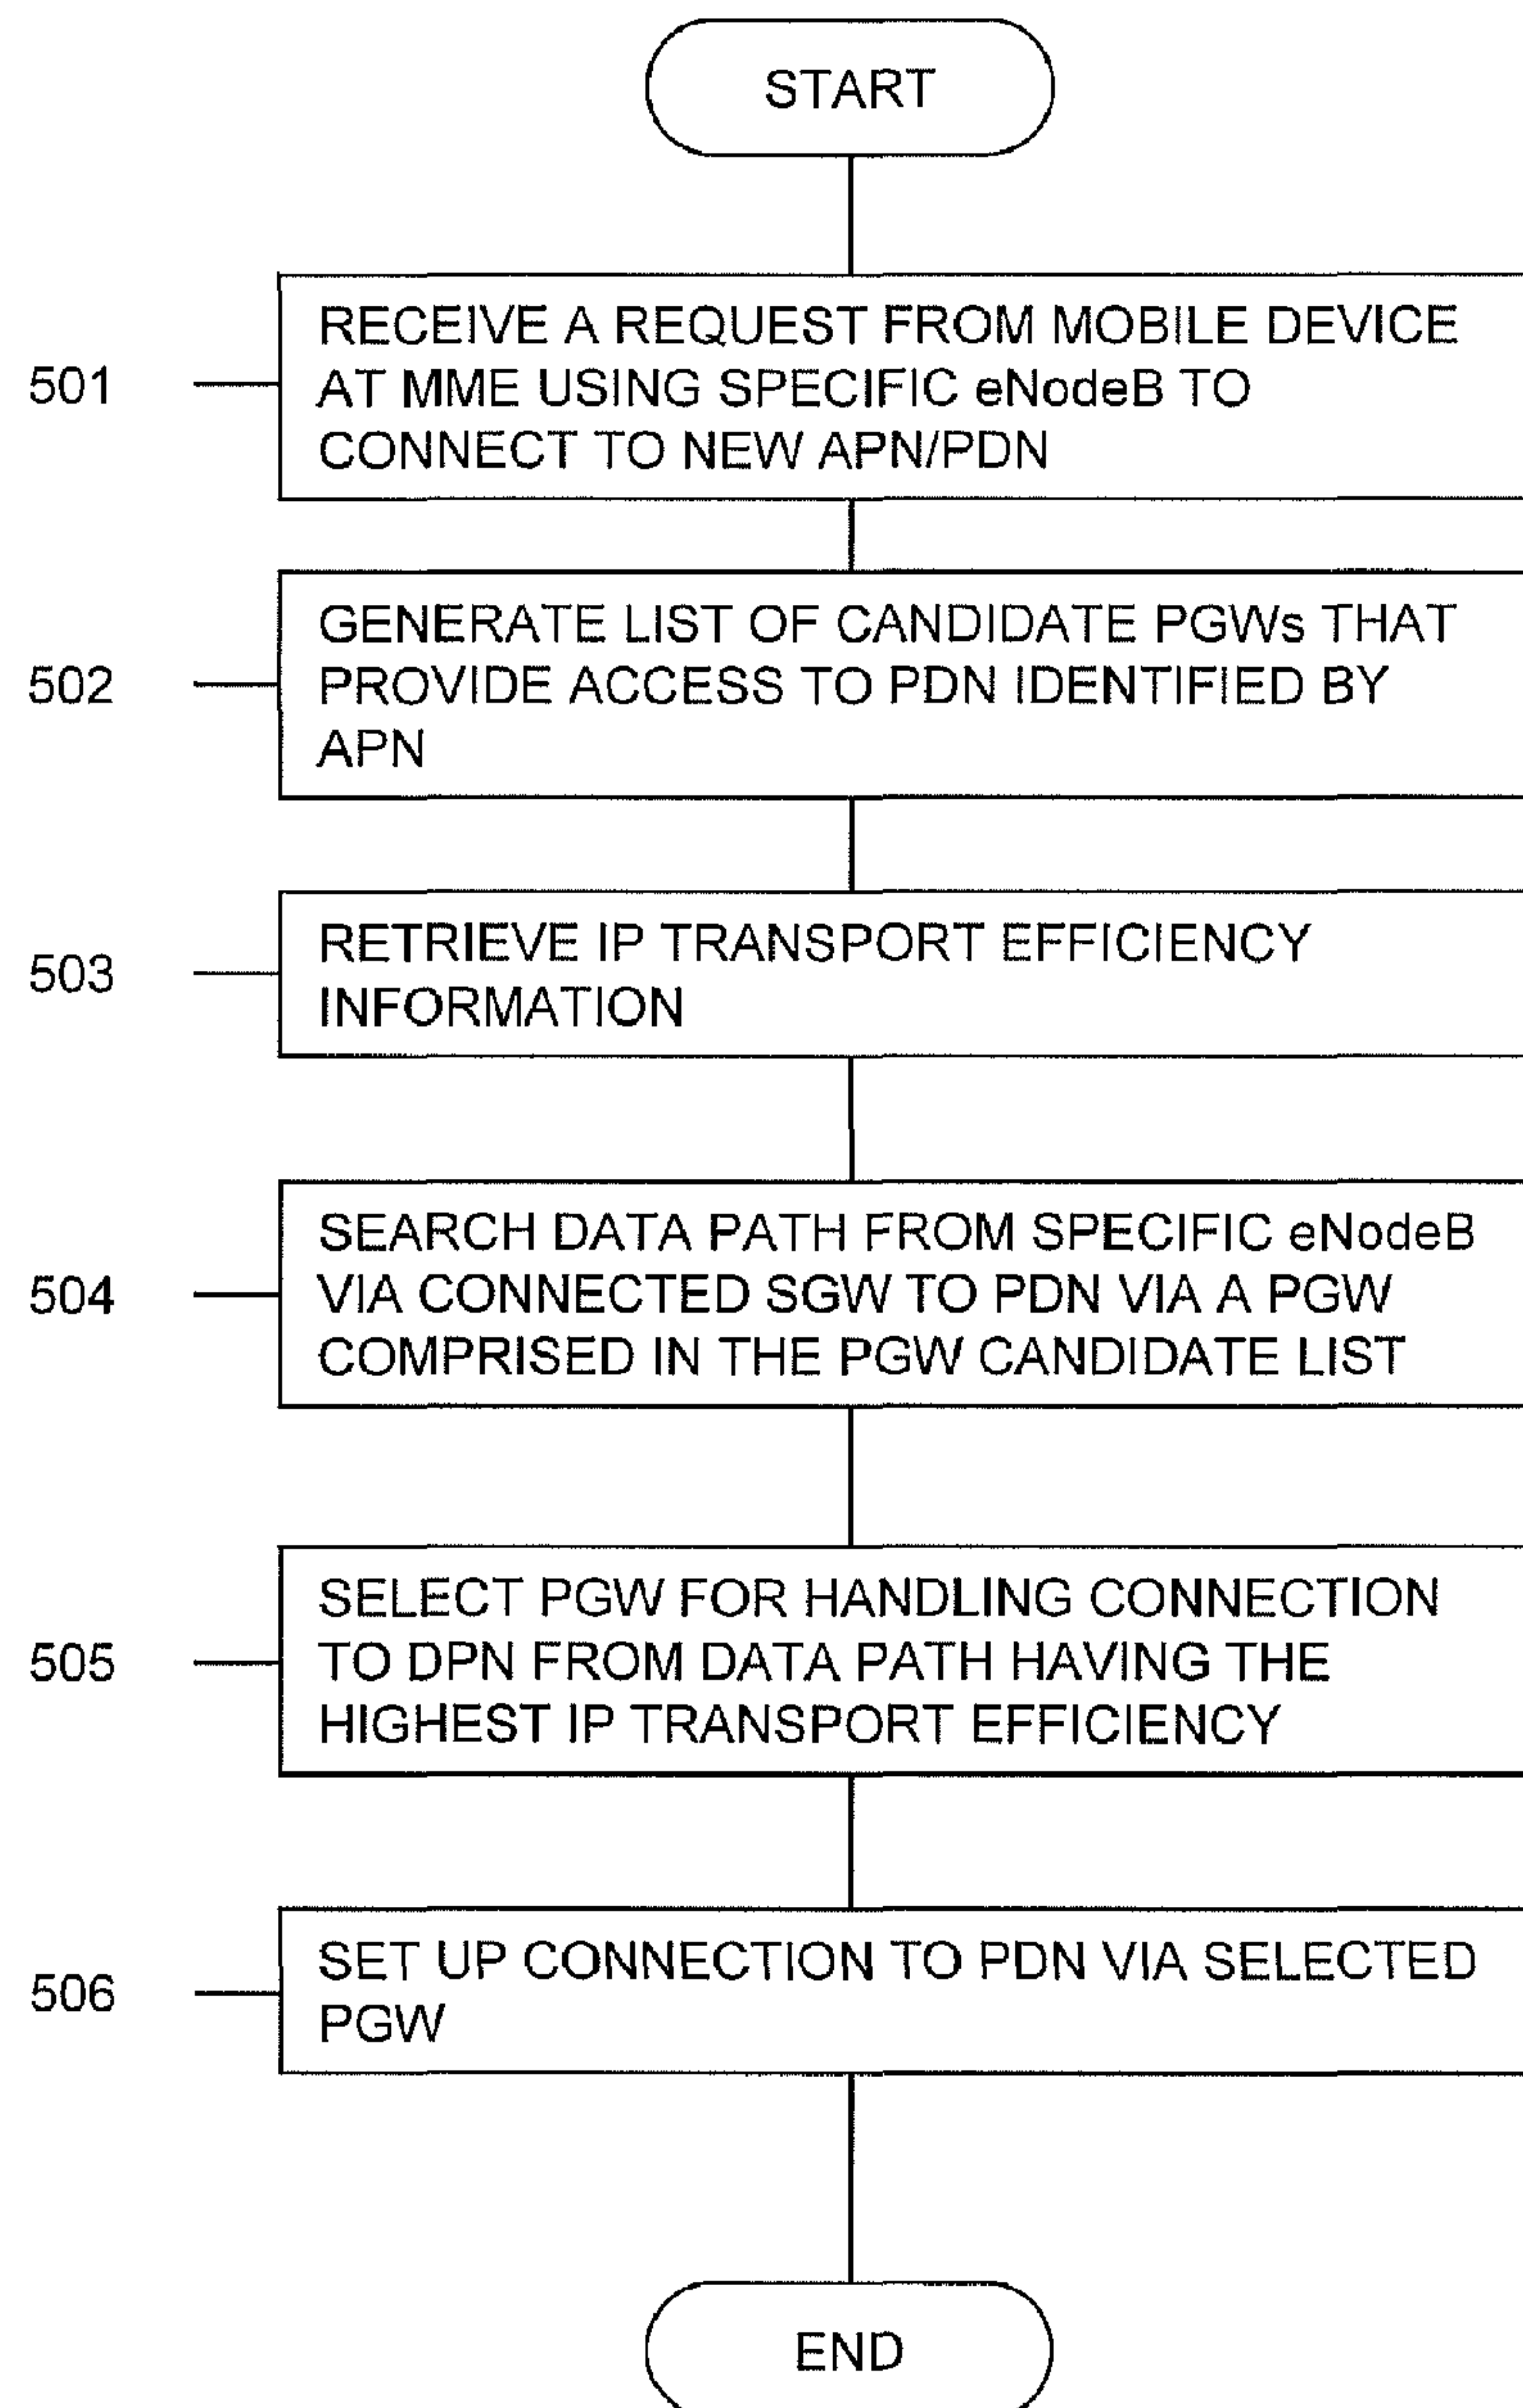 START
501
RECEIVE A REQUEST FROM MOBILE DEVICE
AT MME USING SPECIFIC eNodeB TO
CONNECT TO NEW APN/PDN
502
GENERATE LIST OF CANDIDATE PGWs THAT
PROVIDE ACCESS TO PDN IDENTIFIED BY
APN
503
RETRIEVE IP TRANSPORT EFFICIENCY
INFORMATION
504
SEARCH DATA PATH FROM SPECIFIC eNodeB
VIA CONNECTED SGW TO PDN VIA A PGW
COMPRISED IN THE PGW CANDIDATE LIST
505
SELECT PGW FOR HANDLING CONNECTION
TO DPN FROM DATA PATH HAVING THE
HIGHEST IP TRANSPORT EFFICIENCY
506
SET UP CONNECTION TO PDN VIA SELECTED
PGW
END